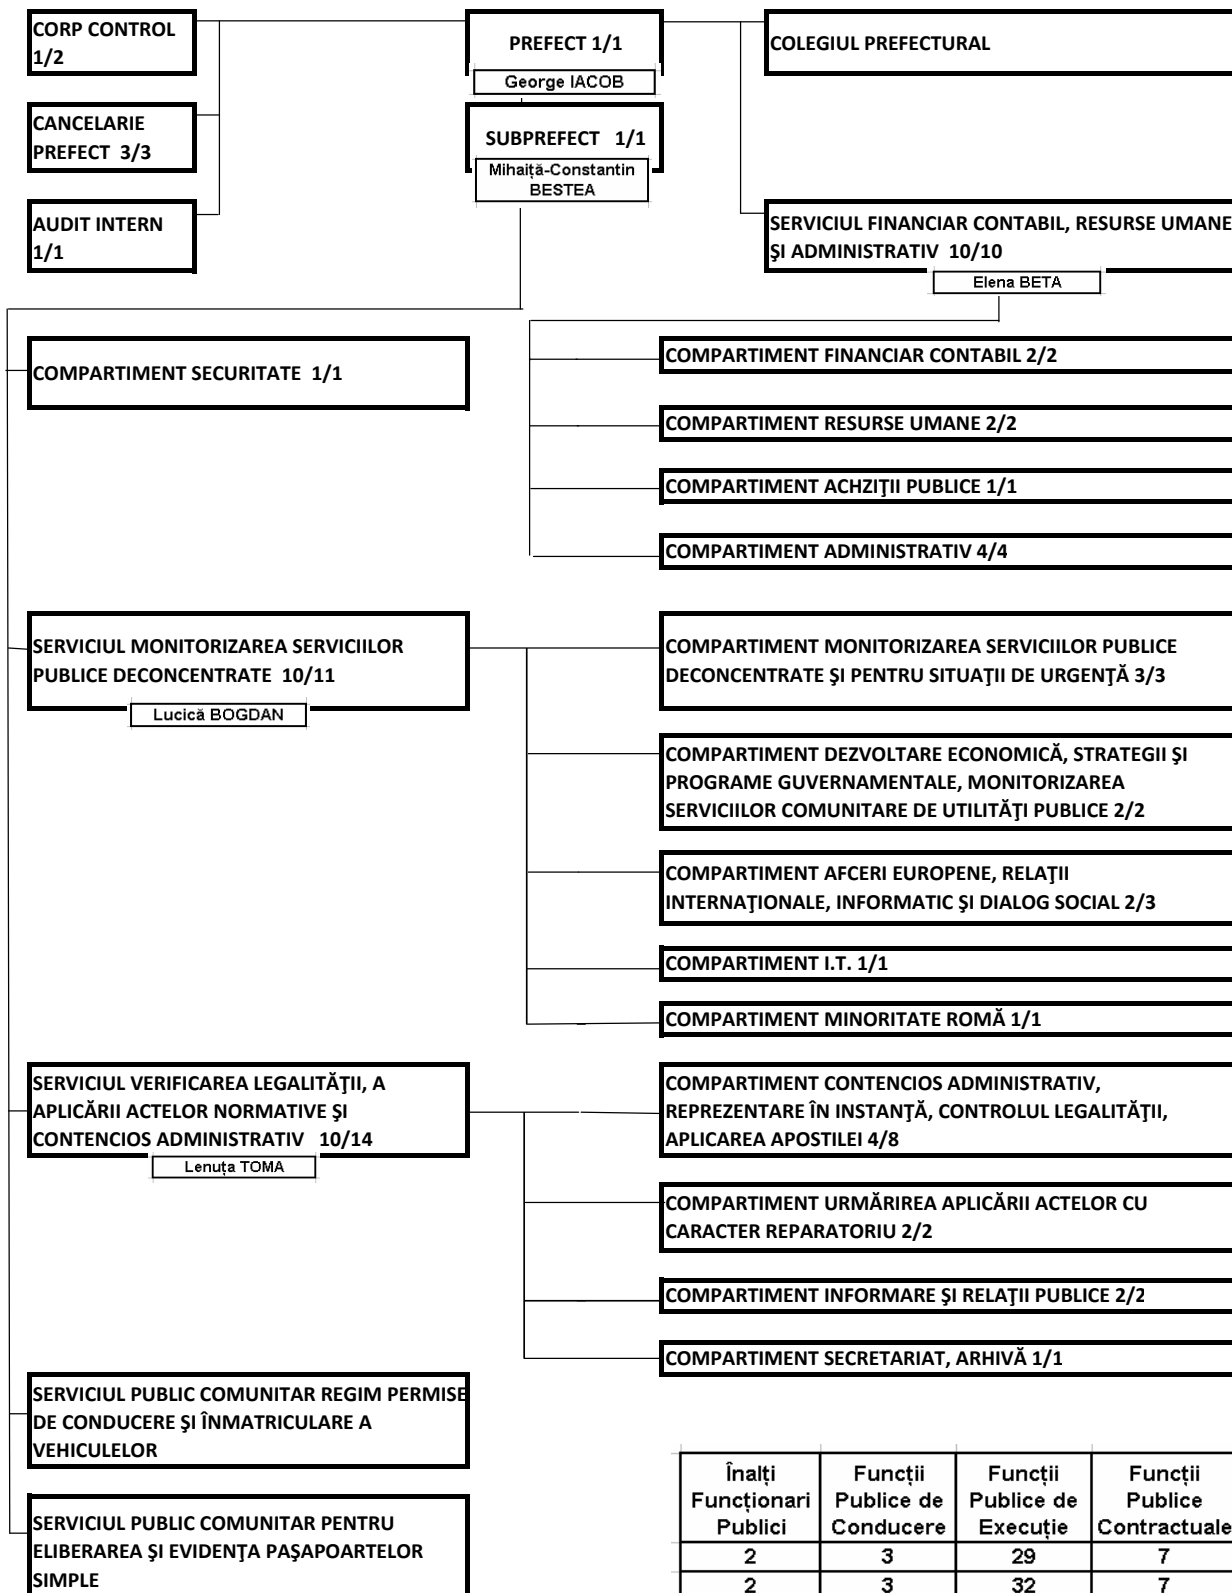 CORP CONTROL
1/2
PREFECT 1/1
George IACOB
COLEGIUL PREFECTURAL
CANCELARIE
PREFECT 3/3
SUBPREFECT 1/1
Mihaiță-Constantin
BESTEA
AUDIT INTERN
1/1
SERVICIUL FINANCIAR CONTABIL, RESURSE UMANE
ŞI ADMINISTRATIV 10/10
Elena BETA
COMPARTIMENT SECURITATE 1/1
COMPARTIMENT FINANCIAR CONTABIL 2/2
COMPARTIMENT RESURSE UMANE 2/2
COMPARTIMENT ACHZIŢII PUBLICE 1/1
COMPARTIMENT ADMINISTRATIV 4/4
SERVICIUL MONITORIZAREA SERVICIILOR
PUBLICE DECONCENTRATE 10/11
Lucică BOGDAN
COMPARTIMENT MONITORIZAREA SERVICIILOR PUBLICE
DECONCENTRATE ŞI PENTRU SITUAŢII DE URGENŢĂ 3/3
COMPARTIMENT DEZVOLTARE ECONOMICĂ, STRATEGII ŞI
PROGRAME GUVERNAMENTALE, MONITORIZAREA
SERVICIILOR COMUNITARE DE UTILITĂŢI PUBLICE 2/2
COMPARTIMENT AFCERI EUROPENE, RELAŢII
INTERNAŢIONALE, INFORMATIC ŞI DIALOG SOCIAL 2/3
COMPARTIMENT I.T. 1/1
COMPARTIMENT MINORITATE ROMĂ 1/1
SERVICIUL VERIFICAREA LEGALITĂŢII, A
APLICĂRII ACTELOR NORMATIVE ŞI
CONTENCIOS ADMINISTRATIV 10/14
Lenuța TOMA
COMPARTIMENT CONTENCIOS ADMINISTRATIV,
REPREZENTARE ÎN INSTANŢĂ, CONTROLUL LEGALITĂŢII,
APLICAREA APOSTILEI 4/8
COMPARTIMENT URMĂRIREA APLICĂRII ACTELOR CU
CARACTER REPARATORIU 2/2
COMPARTIMENT INFORMARE ŞI RELAŢII PUBLICE 2/2
COMPARTIMENT SECRETARIAT, ARHIVĂ 1/1
SERVICIUL PUBLIC COMUNITAR REGIM PERMISE
DE CONDUCERE ŞI ÎNMATRICULARE A
VEHICULELOR
SERVICIUL PUBLIC COMUNITAR PENTRU
ELIBERAREA ŞI EVIDENŢA PAŞAPOARTELOR
SIMPLE
Înalți Funcții Funcții Funcții
Funcționari Publice de Publice de Publice
Publici Conducere Execuție Contractuale
2 3 29 7
2 3 32 7